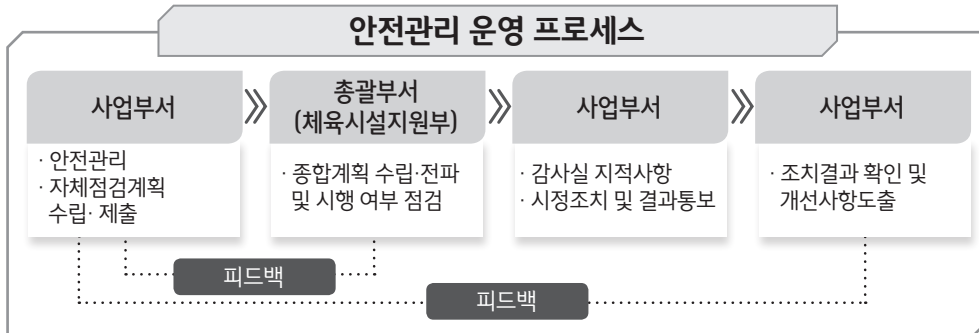 안전관리 운영 프로세스
사업부서
· 안전관리
· 자체점검계획
수립· 제출
총괄부서
(체육시설지원부)
· 종합계획 수립·전파
및 시행 여부 점검
사업부서
· 감사실 지적사항
· 시정조치 및 결과통보
사업부서
· 조치결과 확인 및
개선사항도출
피드백
피드백